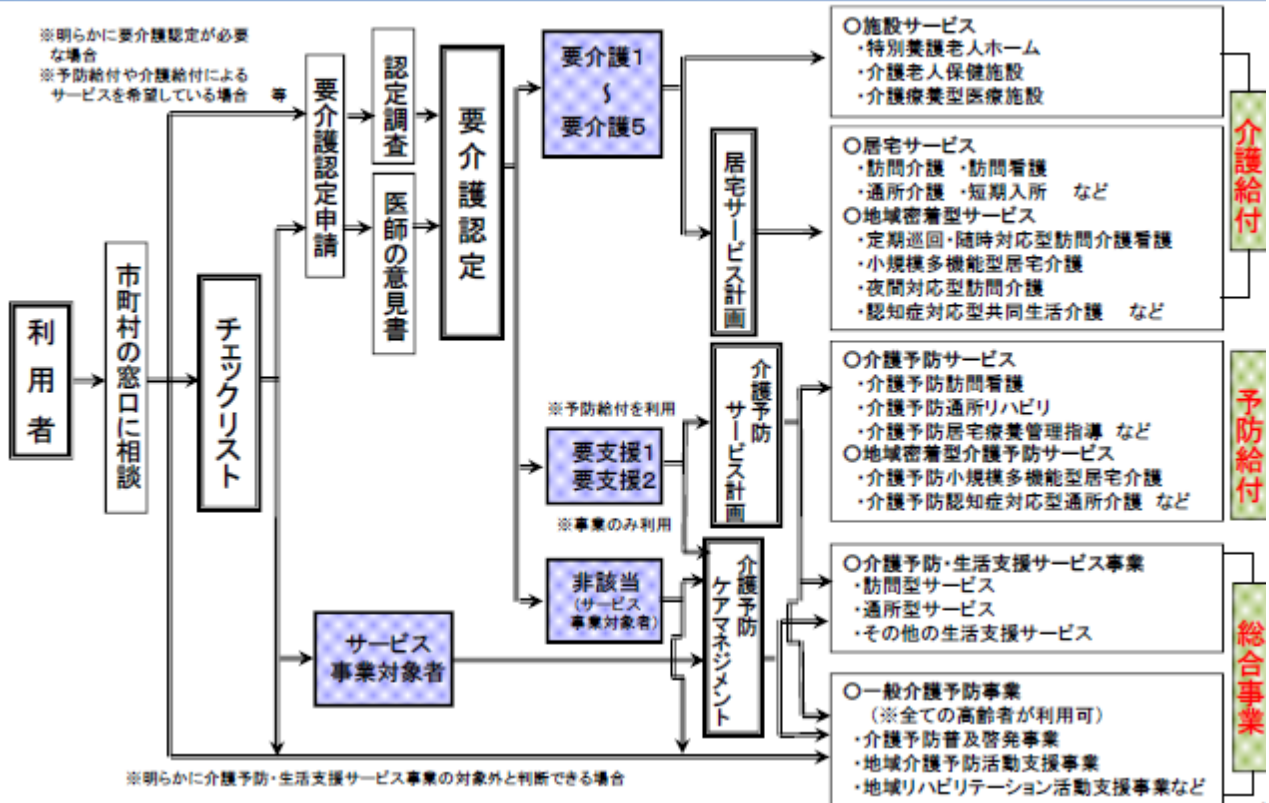 ※明らかに要介護認定が必要
な場合
※予防給付や介護給付による
サービスを希望している場合　等
利用者
市町村の窓口に相談
チェックリスト
要介護認定申請
認定調査
医師の意見書
要介護認定
要介護1
～
要介護5
※予防給付を利用
要支援1
要支援2
※事業のみ利用
非該当
（サービス
事業対象者）
サービス
事業対象者
居宅サービス計画
介護予防
サービス計画
介護予防
ケアマネジメント
○施設サービス
・特別養護老人ホーム
・介護老人保健施設
・介護療養型医療施設
○居宅サービス
・訪問介護　・訪問看護
・通所介護　・短期入所　など
○地域密着型サービス
・定期巡回・随時対応型訪問介護看護
・小規模多機能型居宅介護
・夜間対応型訪問介護
・認知症対応型共同生活介護　など
介護給付
○介護予防サービス
・介護予防訪問看護
・介護予防通所リハビリ
・介護予防居宅療養管理指導　など
○地域密着型介護予防サービス
・介護予防小規模多機能型居宅介護
・介護予防認知症対応型通所介護　など
予防給付
○介護予防・生活支援サービス事業
・訪問型サービス
・通所型サービス
・その他の生活支援サービス
○一般介護予防事業
（※全ての高齢者が利用可）
・介護予防普及啓発事業
・地域介護予防活動支援事業
・地域リハビリテーション活動支援事業など
総合事業
※明らかに介護予防・生活支援サービス事業の対象外と判断できる場合